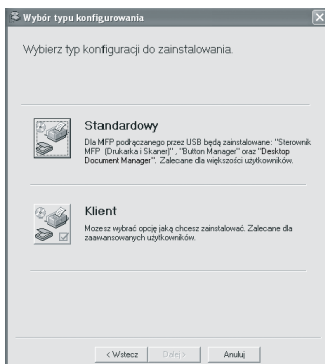 Wybór typu konfigurowania
Wybierz typ konfiguracji do zainstalowania.
Standardowy
Dla MFP podłączanego przez USB będą zainstalowane: "Sterownik
MFP (Drukarka i Skaner)", "Button Manager" oraz "Desktop
Document Manager". Zalecane dla większości użytkowników.
Klient
Mozesz wybrać opcję jaką chcesz zainstalować. Zalecane dla
zaawansowanych użytkowników.
< Wstecz
Dalej >
Anuluj